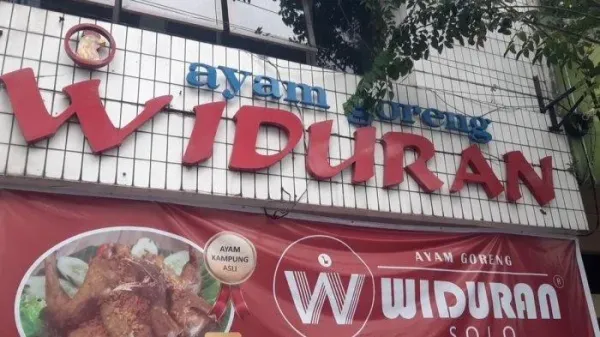 ayam goreng
WIDURAN
AYAM
KAMPUNG
ASLI
W
AYAM GORENG
WIDURAN®
SOLO